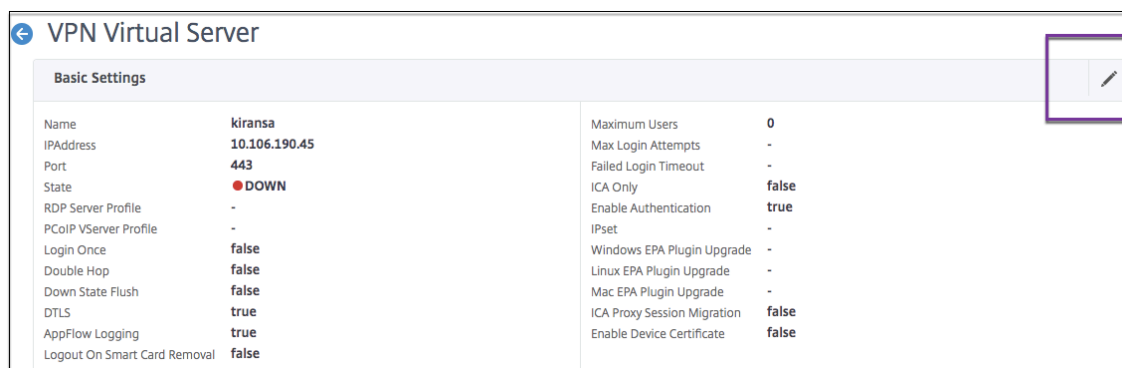 VPN Virtual Server
Basic Settings
Name kiransa
IPAddress 10.106.190.45
Port 443
State DOWN
RDP Server Profile -
PCoIP VServer Profile -
Login Once false
Double Hop false
Down State Flush false
DTLS true
AppFlow Logging true
Logout On Smart Card Removal false
Maximum Users 0
Max Login Attempts -
Failed Login Timeout -
ICA Only false
Enable Authentication true
IPset -
Windows EPA Plugin Upgrade -
Linux EPA Plugin Upgrade -
Mac EPA Plugin Upgrade -
ICA Proxy Session Migration false
Enable Device Certificate false